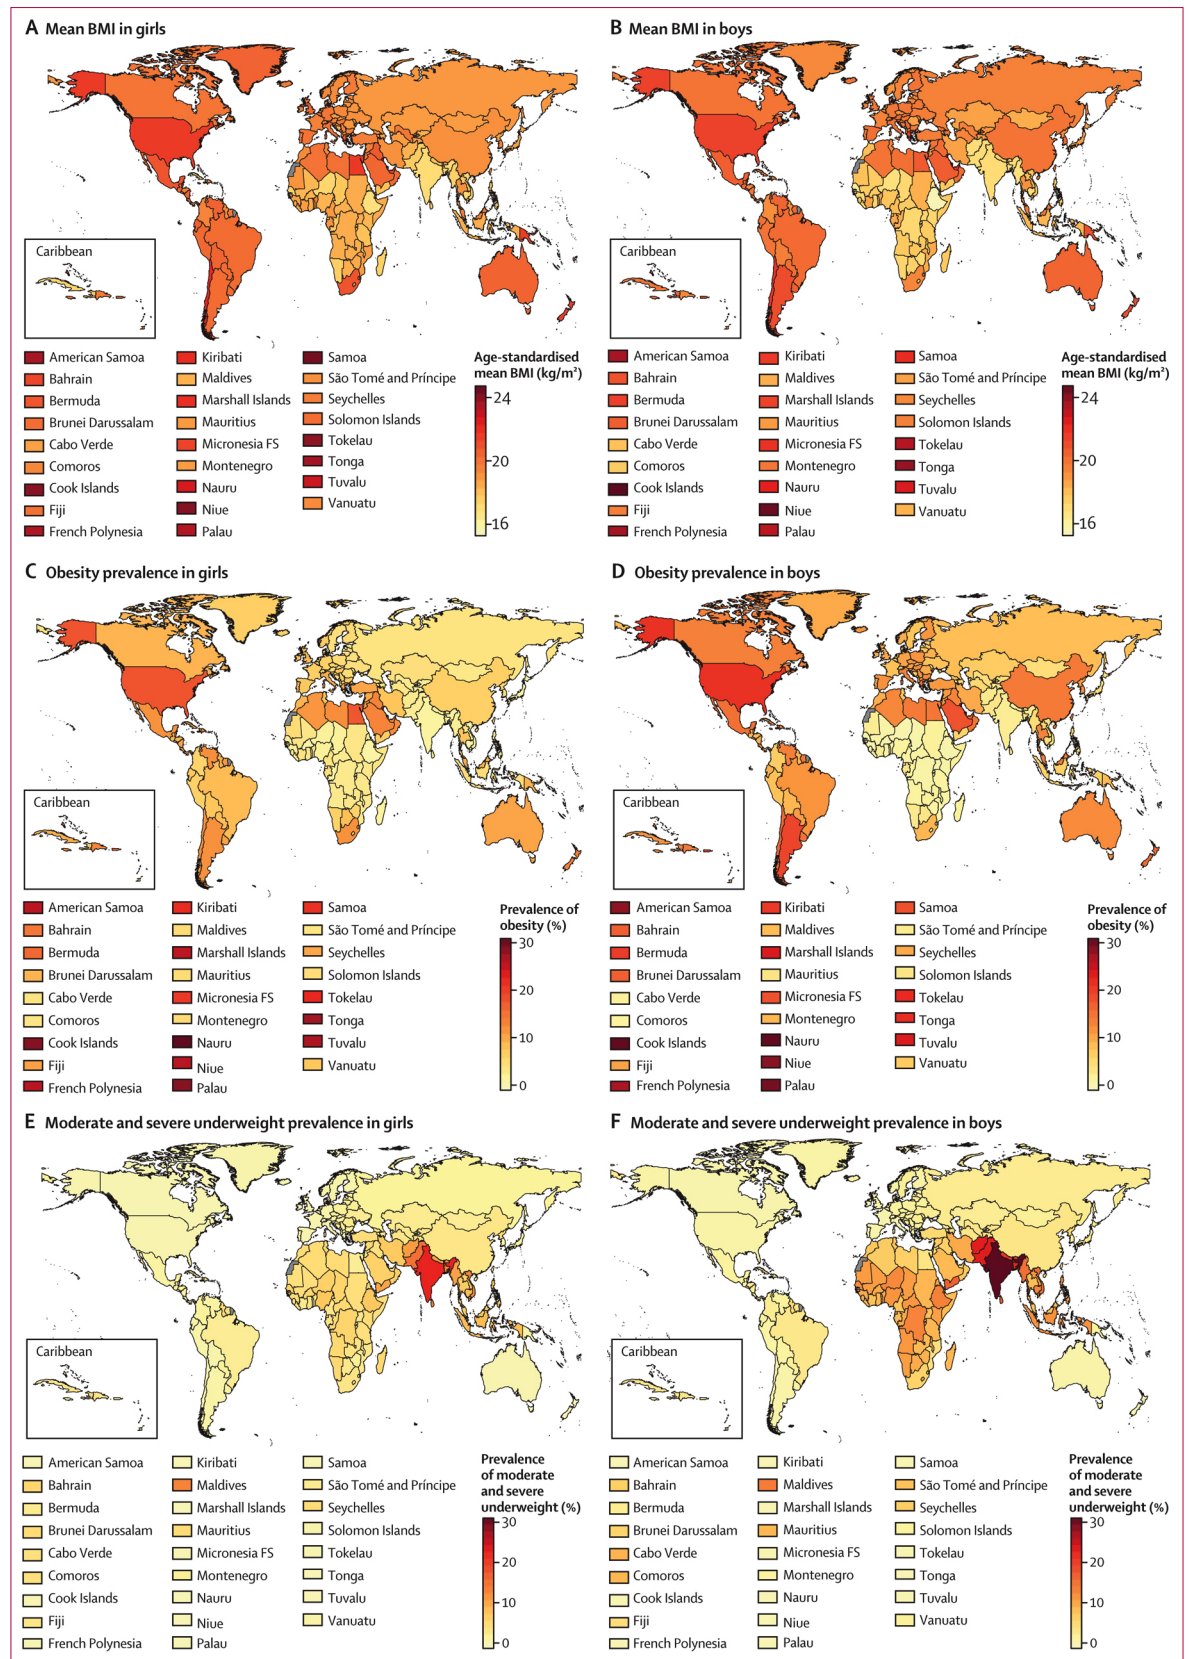 A Mean BMI in girls
Caribbean
American Samoa
Bahrain
Bermuda
Brunei Darussalam
Cabo Verde
Comoros
Cook Islands
Fiji
French Polynesia
Kiribati
Maldives
Marshall Islands
Mauritius
Micronesia FS
Montenegro
Nauru
Niue
Palau
Samoa
São Tomé and Príncipe
Seychelles
Solomon Islands
Tokelau
Tonga
Tuvalu
Vanuatu
Age-standardised
mean BMI (kg/m²)
24
20
16
B Mean BMI in boys
Caribbean
American Samoa
Bahrain
Bermuda
Brunei Darussalam
Cabo Verde
Comoros
Cook Islands
Fiji
French Polynesia
Kiribati
Maldives
Marshall Islands
Mauritius
Micronesia FS
Montenegro
Nauru
Niue
Palau
Samoa
São Tomé and Príncipe
Seychelles
Solomon Islands
Tokelau
Tonga
Tuvalu
Vanuatu
Age-standardised
mean BMI (kg/m²)
24
20
16
C Obesity prevalence in girls
Caribbean
American Samoa
Bahrain
Bermuda
Brunei Darussalam
Cabo Verde
Comoros
Cook Islands
Fiji
French Polynesia
Kiribati
Maldives
Marshall Islands
Mauritius
Micronesia FS
Montenegro
Nauru
Niue
Palau
Samoa
São Tomé and Príncipe
Seychelles
Solomon Islands
Tokelau
Tonga
Tuvalu
Vanuatu
Prevalence of
obesity (%)
30
20
10
0
D Obesity prevalence in boys
Caribbean
American Samoa
Bahrain
Bermuda
Brunei Darussalam
Cabo Verde
Comoros
Cook Islands
Fiji
French Polynesia
Kiribati
Maldives
Marshall Islands
Mauritius
Micronesia FS
Montenegro
Nauru
Niue
Palau
Samoa
São Tomé and Príncipe
Seychelles
Solomon Islands
Tokelau
Tonga
Tuvalu
Vanuatu
Prevalence of
obesity (%)
30
20
10
0
E Moderate and severe underweight prevalence in girls
Caribbean
American Samoa
Bahrain
Bermuda
Brunei Darussalam
Cabo Verde
Comoros
Cook Islands
Fiji
French Polynesia
Kiribati
Maldives
Marshall Islands
Mauritius
Micronesia FS
Montenegro
Nauru
Niue
Palau
Samoa
São Tomé and Príncipe
Seychelles
Solomon Islands
Tokelau
Tonga
Tuvalu
Vanuatu
Prevalence
of moderate
and severe
underweight (%)
30
20
10
0
F Moderate and severe underweight prevalence in boys
Caribbean
American Samoa
Bahrain
Bermuda
Brunei Darussalam
Cabo Verde
Comoros
Cook Islands
Fiji
French Polynesia
Kiribati
Maldives
Marshall Islands
Mauritius
Micronesia FS
Montenegro
Nauru
Niue
Palau
Samoa
São Tomé and Príncipe
Seychelles
Solomon Islands
Tokelau
Tonga
Tuvalu
Vanuatu
Prevalence
of moderate
and severe
underweight (%)
30
20
10
0